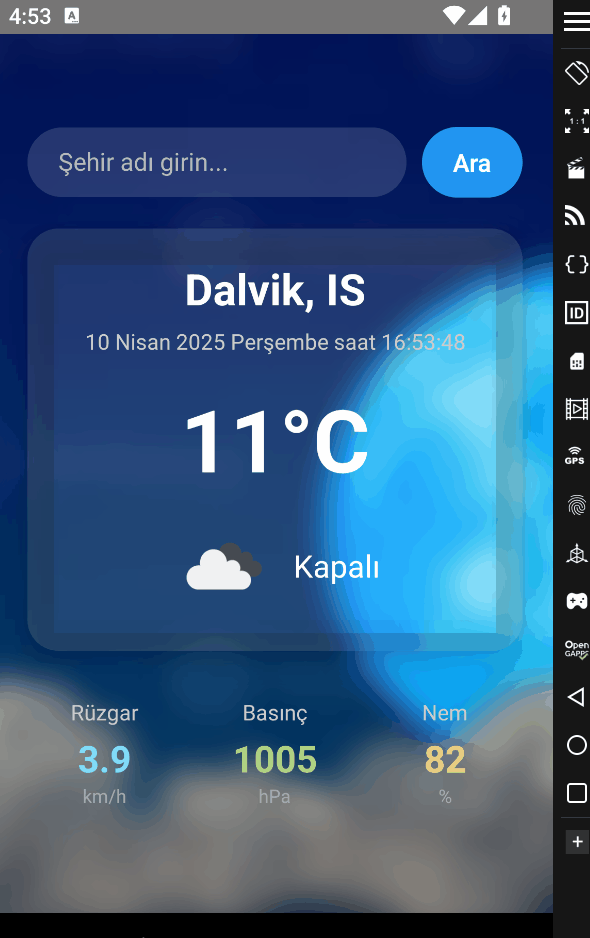 4:53
A
Şehir adı girin...
Ara
Dalvik, IS
10 Nisan 2025 Perşembe saat 16:53:48
11°C
Kapalı
Rüzgar
Basınç
Nem
3.9
1005
82
km/h
hPa
%
1:1
ID
GPS
Open
GAPPS